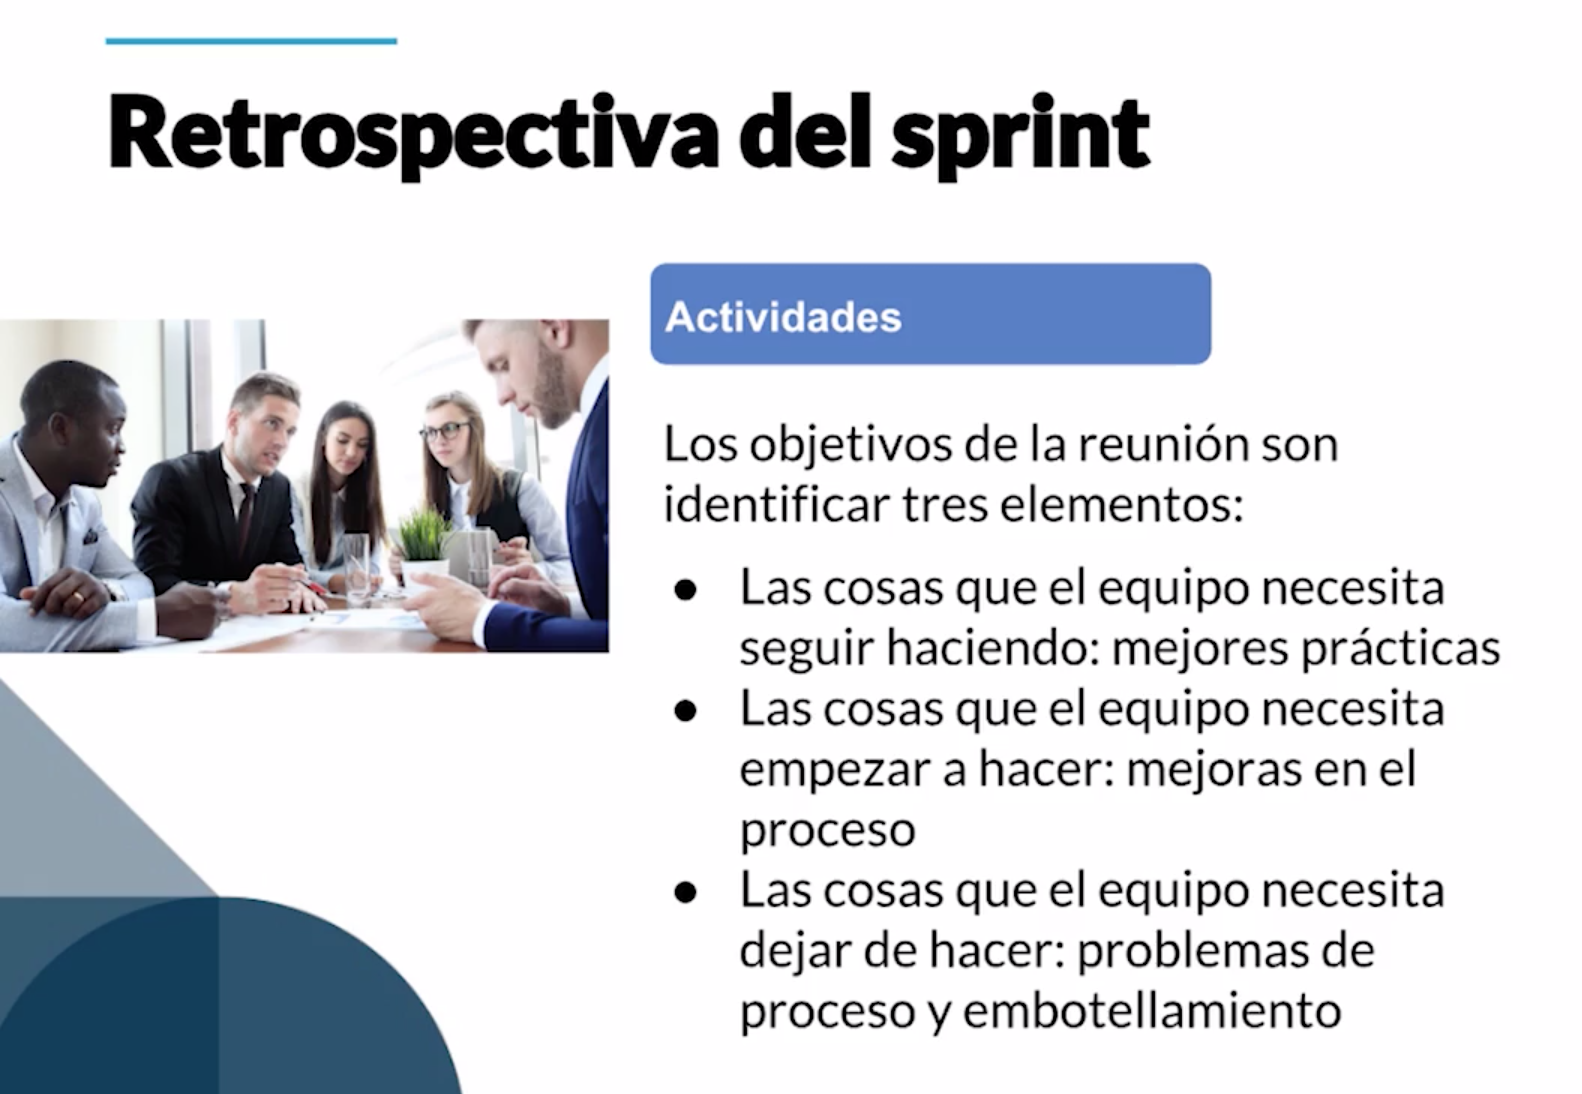 Retrospectiva del sprint
Actividades
Los objetivos de la reunión son
identificar tres elementos:
● Las cosas que el equipo necesita
seguir haciendo: mejores prácticas
● Las cosas que el equipo necesita
empezar a hacer: mejoras en el
proceso
● Las cosas que el equipo necesita
dejar de hacer: problemas de
proceso y embotellamiento